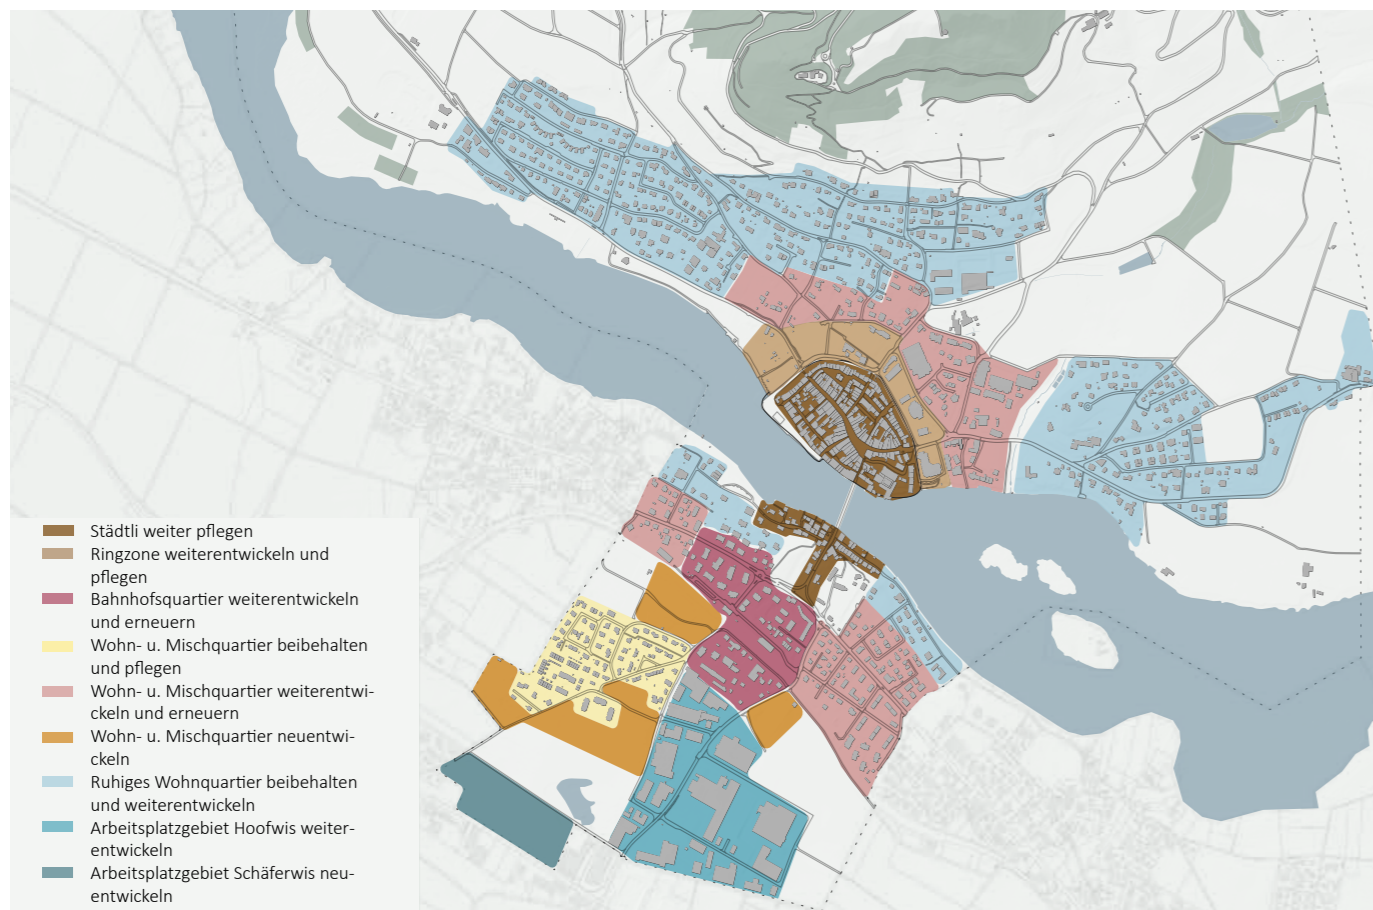 Städtli weiter pflegen
Ringzone weiterentwickeln und
pflegen
Bahnhofsquartier weiterentwickeln
und erneuern
Wohn- u. Mischquartier beibehalten
und pflegen
Wohn- u. Mischquartier weiterentwi-
ckeln und erneuern
Wohn- u. Mischquartier neuentwi-
ckeln
Ruhiges Wohnquartier beibehalten
und weiterentwickeln
Arbeitsplatzgebiet Hoofwis weiter-
entwickeln
Arbeitsplatzgebiet Schäferwis neu-
entwickeln